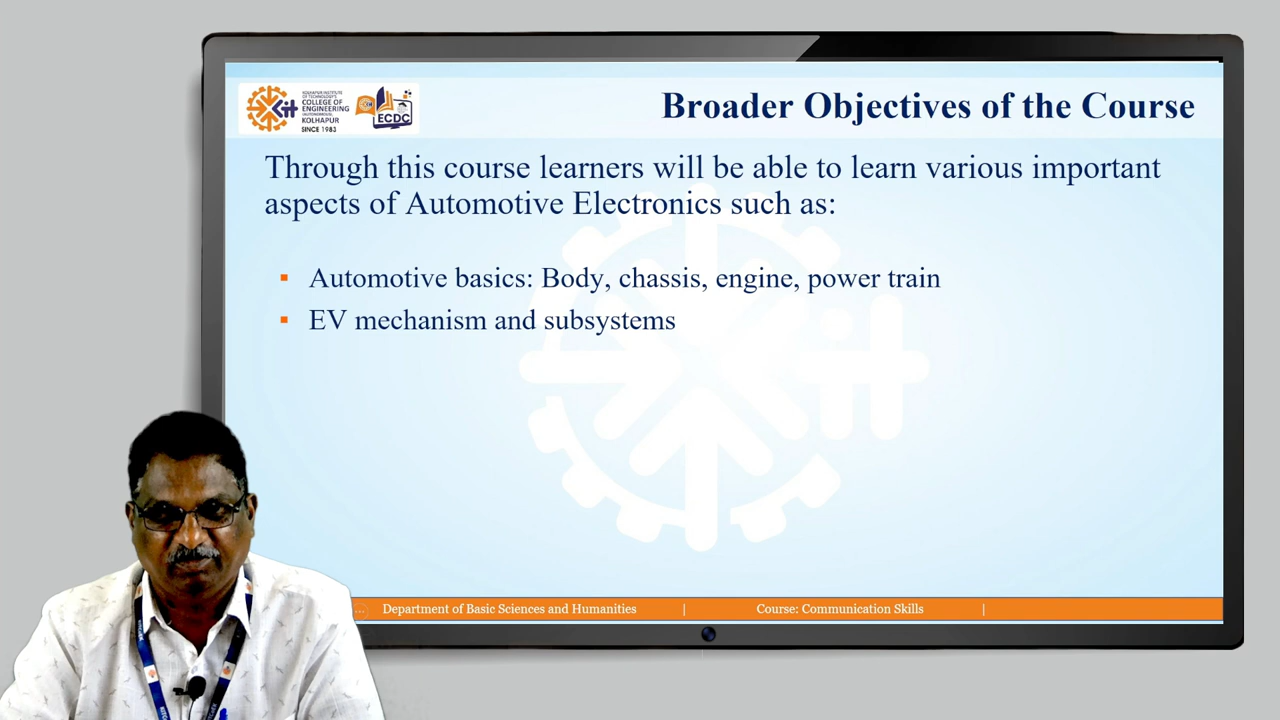 KOLHAPUR INSTITUTE
OF TECHNOLOGY'S
COLLEGE OF
ENGINEERING
(AUTONOMOUS),
KOLHAPUR
SINCE 1983
ECDC
Broader Objectives of the Course
Through this course learners will be able to learn various important
aspects of Automotive Electronics such as:
▪ Automotive basics: Body, chassis, engine, power train
▪ EV mechanism and subsystems
Department of Basic Sciences and Humanities | Course: Communication Skills |